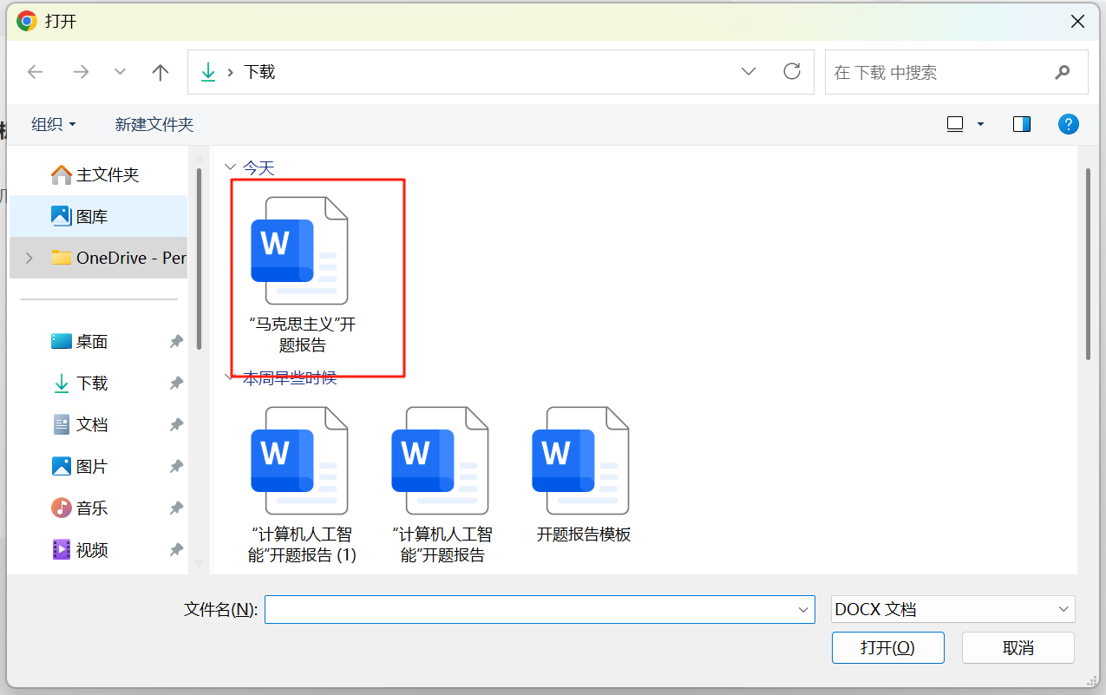 打开
下载
在 下载 中搜索
组织
新建文件夹
主文件夹
图库
OneDrive - Per
桌面
下载
文档
图片
音乐
视频
今天
W
“马克思主义”开
题报告
本周早些时候
W
“计算机人工智
能”开题报告 (1)
W
“计算机人工智
能”开题报告
W
开题报告模板
文件名(N):
DOCX 文档
打开(O)
取消